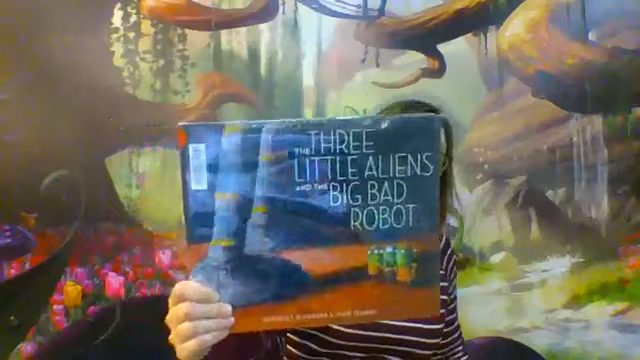 THE THREE
LITTLE ALIENS
AND THE BIG BAD
ROBOT